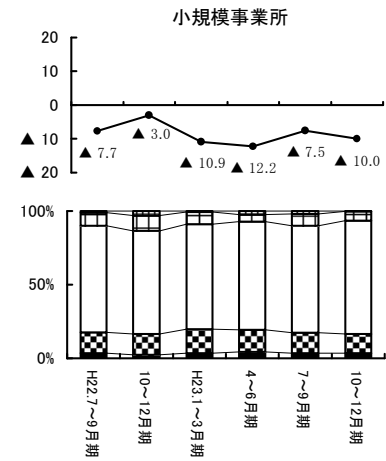 小規模事業所
20
10
0
▲ 10
▲ 20
▲ 7.7
▲ 3.0
▲ 10.9
▲ 12.2
▲ 7.5
▲ 10.0
100%
50%
0%
H22.7～9月期
10～12月期
H23.1～3月期
4～6月期
7～9月期
10～12月期